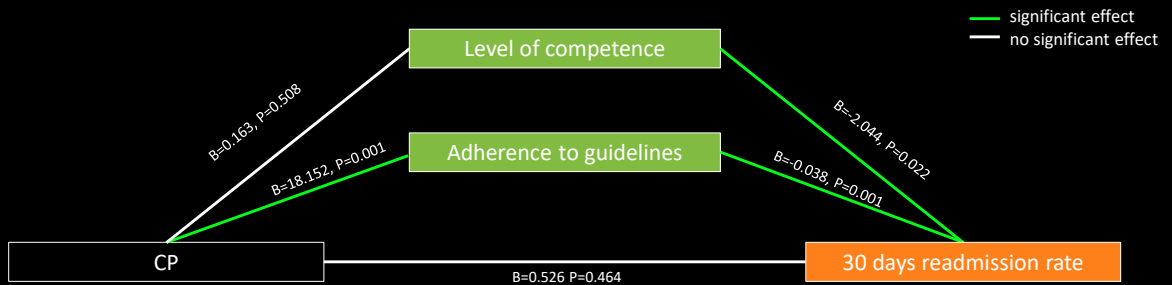 significant effect
no significant effect
Level of competence
B=0.163, P=0.508
B=-2.044, P=0.022
Adherence to guidelines
B=18.152, P=0.001
B=-0.038, P=0.001
CP
30 days readmission rate
B=0.526 P=0.464